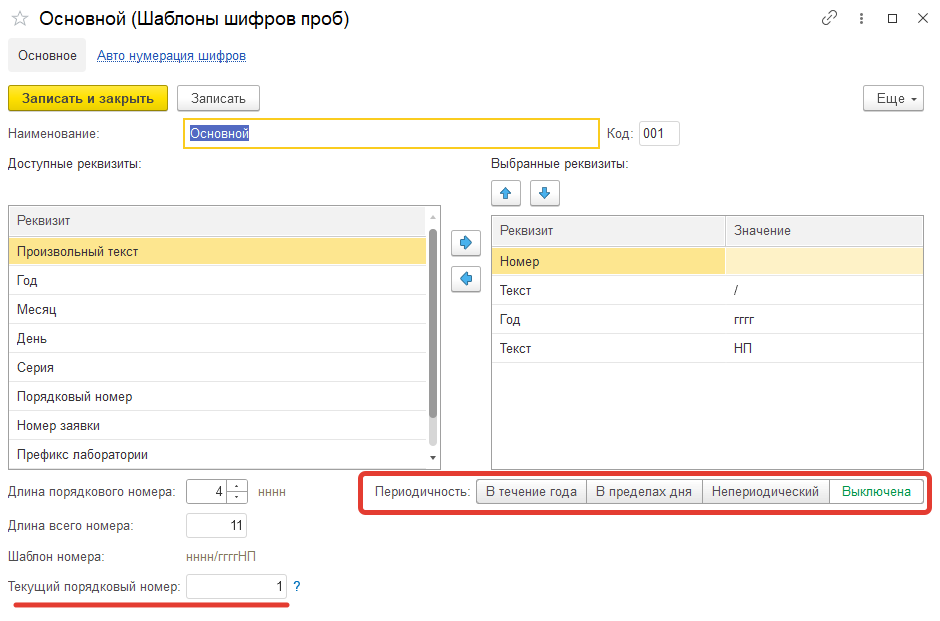 Основной (Шаблоны шифров проб)
Основное Авто нумерация шифров
Записать и закрыть Записать Еще
Наименование: Основной Код: 001
Доступные реквизиты: Выбранные реквизиты:
Реквизит
Произвольный текст
Год
Месяц
День
Серия
Порядковый номер
Номер заявки
Префикс лаборатории
Реквизит Значение
Номер
Текст /
Год гггг
Текст НП
Длина порядкового номера: 4 нннн
Периодичность: В течение года В пределах дня Непериодический Выключена
Длина всего номера: 11
Шаблон номера: нннн/ггггНП
Текущий порядковый номер: 1 ?